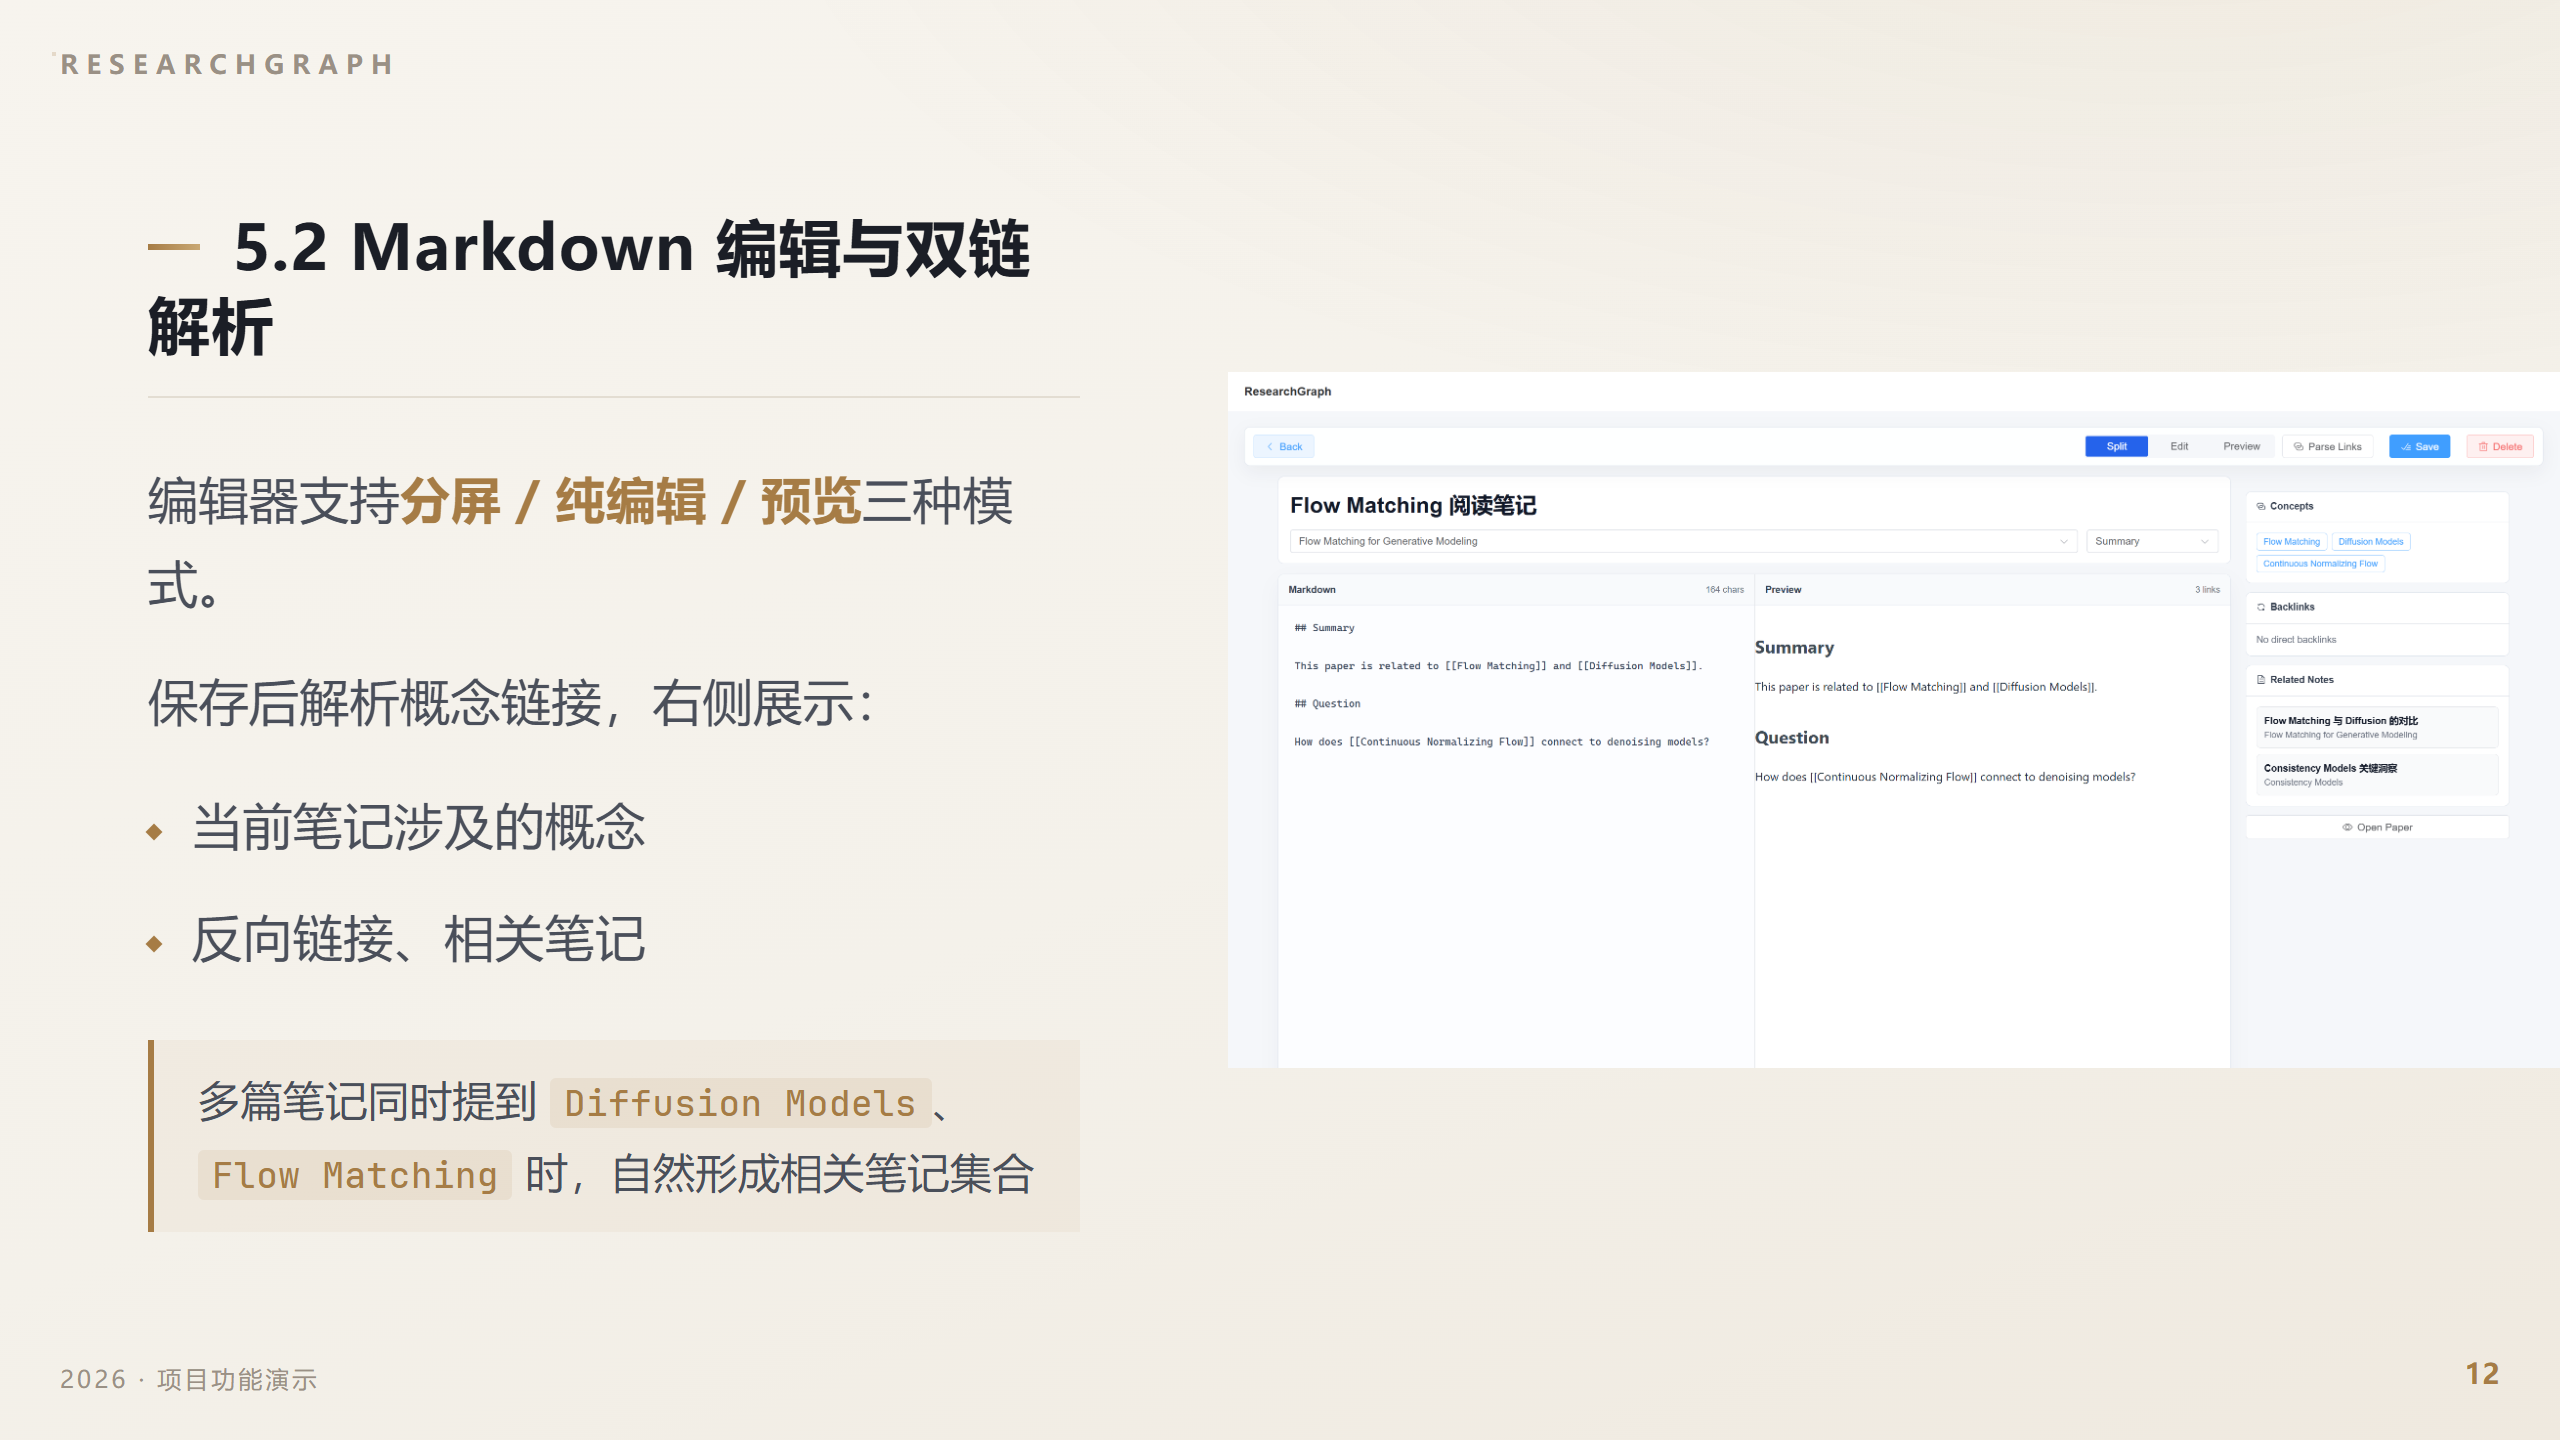 RESEARCHGRAPH
5.2 Markdown 编辑与双链
解析
编辑器支持分屏 / 纯编辑 / 预览三种模
式。
保存后解析概念链接，右侧展示：
当前笔记涉及的概念
反向链接、相关笔记
多篇笔记同时提到 Diffusion Models、
Flow Matching 时，自然形成相关笔记集合
ResearchGraph
Back
Split Edit Preview Parse Links Save Delete
Flow Matching 阅读笔记
Flow Matching for Generative Modeling Summary
Markdown 164 chars
## Summary
This paper is related to [[Flow Matching]] and [[Diffusion Models]].
## Question
How does [[Continuous Normalizing Flow]] connect to denoising models?
Preview 3 links
Summary
This paper is related to [[Flow Matching]] and [[Diffusion Models]].
Question
How does [[Continuous Normalizing Flow]] connect to denoising models?
Concepts
Flow Matching Diffusion Models
Continuous Normalizing Flow
Backlinks
No direct backlinks
Related Notes
Flow Matching 与 Diffusion 的对比
Flow Matching for Generative Modeling
Consistency Models 关键洞察
Consistency Models
Open Paper
2026 · 项目功能演示
12